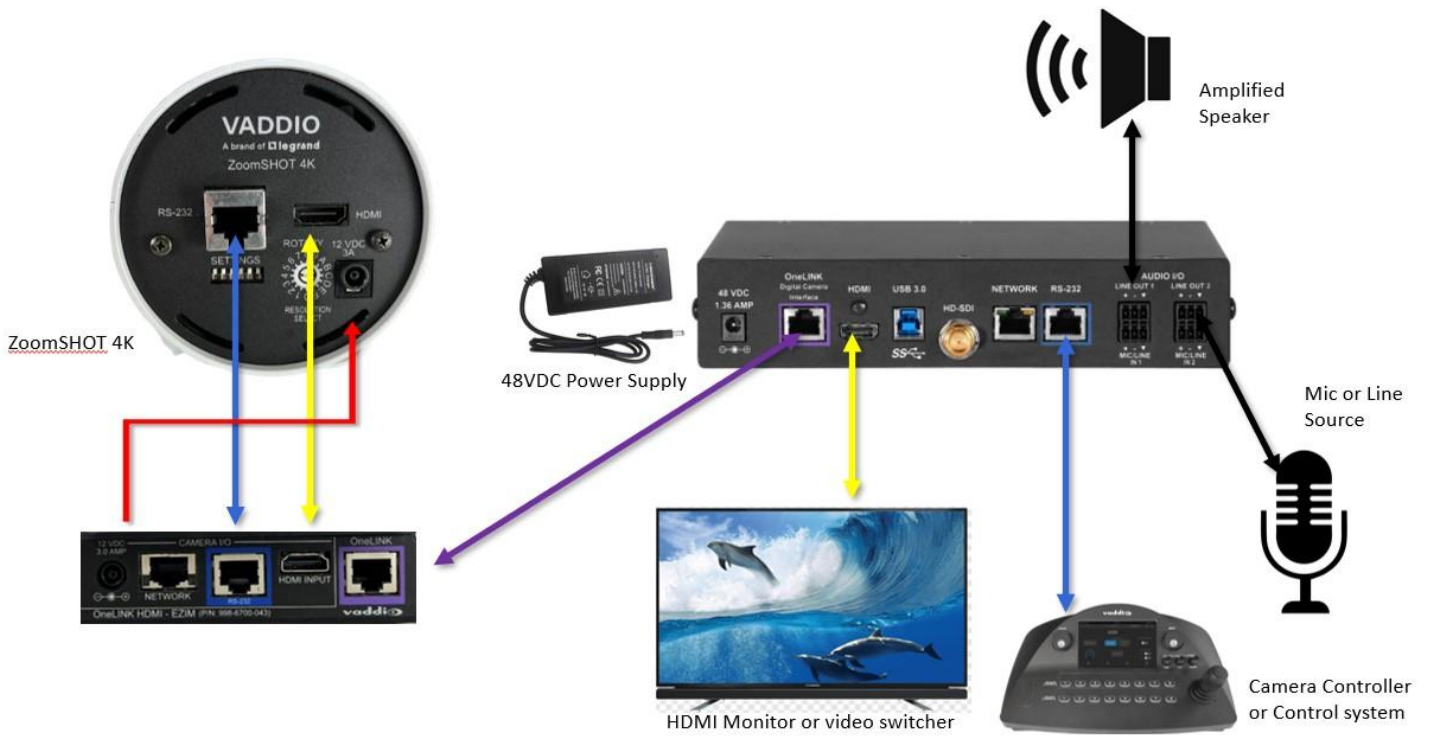 VADDIO
A brand of legrand
ZoomSHOT 4K
RS-232
HDMI
SETTINGS
12 VDC
3A
RESOLUTION
SELECT
ZoomSHOT 4K
12 VDC
3.0 AMP
CAMERA I/O
OneLINK
NETWORK
RS-232
HDMI INPUT
OneLINK HDMI - EZIM (P/N: 998-6700-043)
vaddio
48VDC Power Supply
48 VDC
1.36 AMP
OneLINK
Digital Camera
Interface
HDMI
USB 3.0
HD-SDI
NETWORK
RS-232
AUDIO I/O
LINE OUT 1
LINE OUT 2
+ - ▼
+ - ▼
+ - ▼
+ - ▼
MIC/LINE
IN 1
MIC/LINE
IN 2
Amplified
Speaker
Mic or Line
Source
HDMI Monitor or video switcher
vaddio
Camera Controller
or Control system